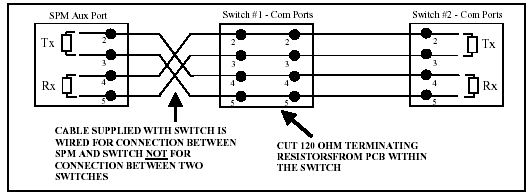 SPM Aux Port
Switch #1 - Com Ports
Switch #2 - Com Ports
Tx
2
2
2
2
Tx
3
3
3
3
Rx
4
4
4
4
Rx
5
5
5
5
CABLE SUPPLIED WITH SWITCH IS
WIRED FOR CONNECTION BETWEEN
SPM AND SWITCH NOT FOR
CONNECTION BETWEEN TWO
SWITCHES
CUT 120 OHM TERMINATING
RESISTORSFROM PCB WITHIN
THE SWITCH